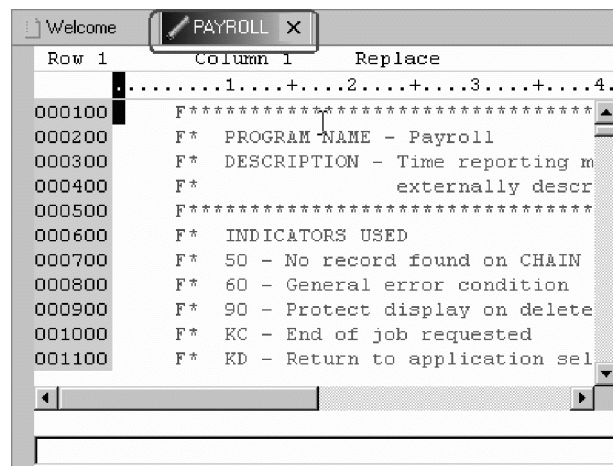 Welcome PAYROLL
Row 1 Column 1 Replace
.........1....+....2....+....3....+....4.
000100 F**********************************
000200 F* PROGRAM NAME - Payroll
000300 F* DESCRIPTION - Time reporting m
000400 F* externally descr
000500 F**********************************
000600 F* INDICATORS USED
000700 F* 50 - No record found on CHAIN
000800 F* 60 - General error condition
000900 F* 90 - Protect display on delete
001000 F* KC - End of job requested
001100 F* KD - Return to application sel